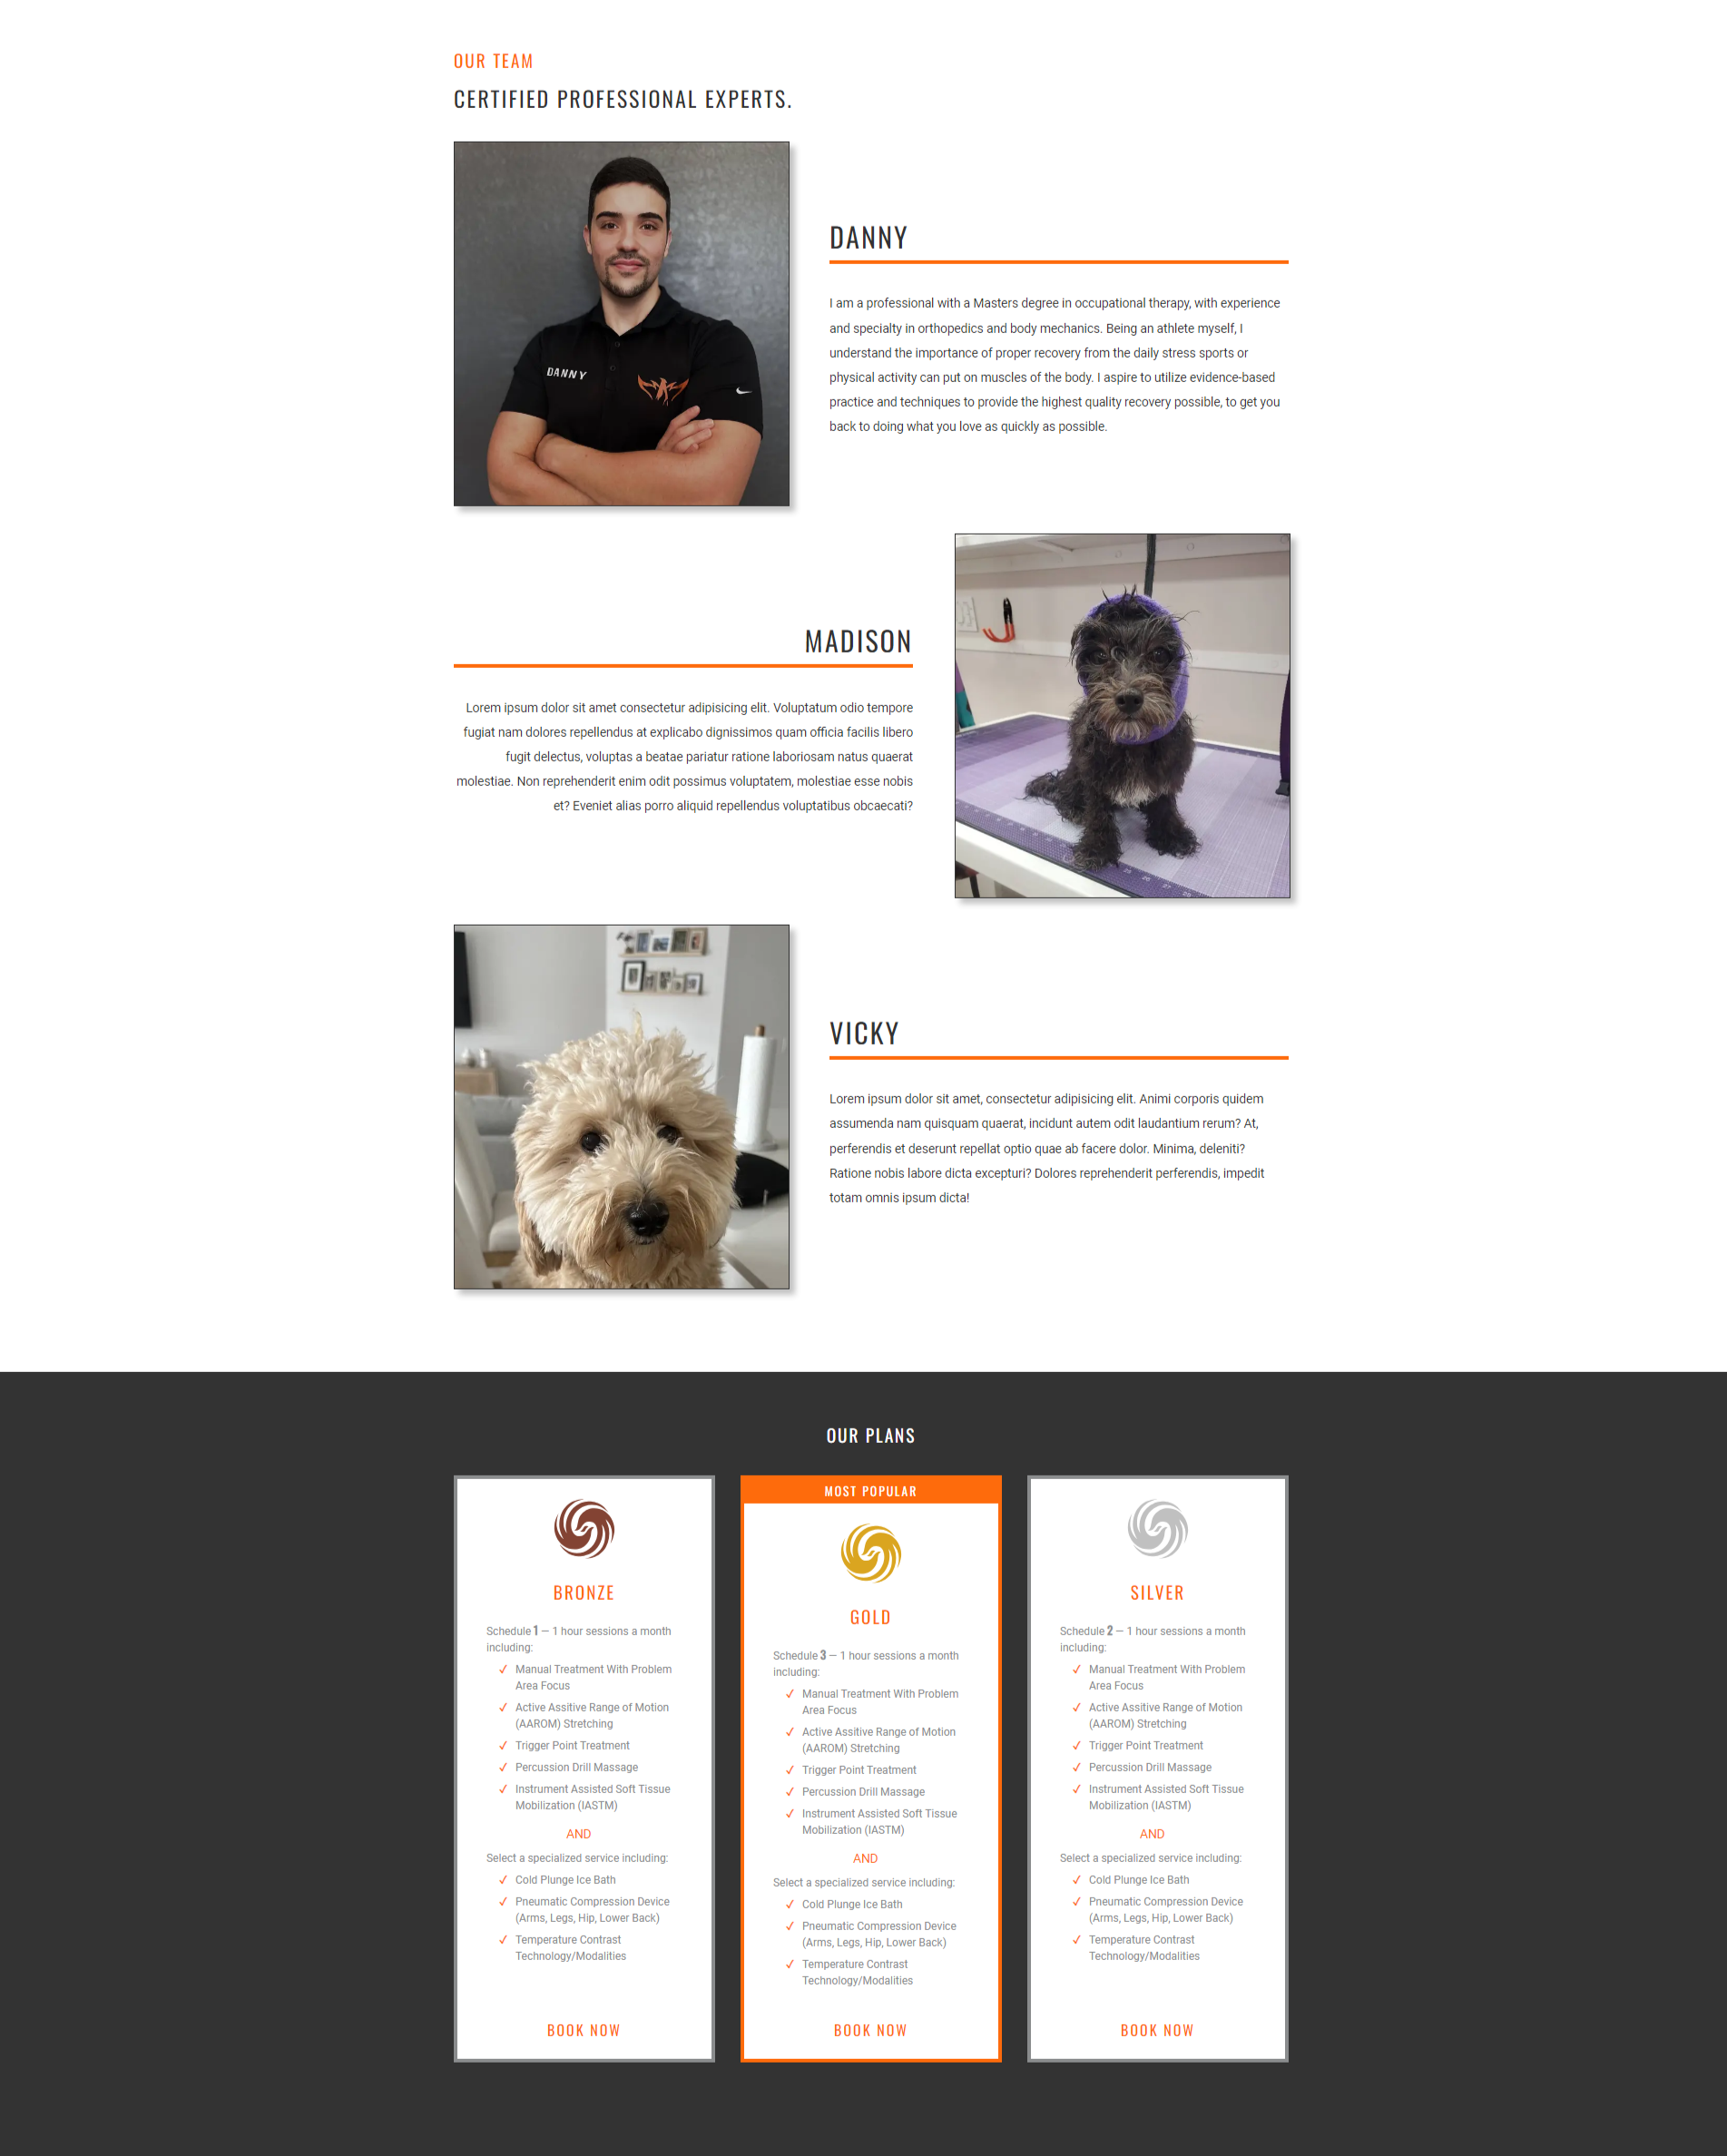 OUR TEAM
CERTIFIED PROFESSIONAL EXPERTS.
DANNY
DANNY
I am a professional with a Masters degree in occupational therapy, with experience
and specialty in orthopedics and body mechanics. Being an athlete myself, I
understand the importance of proper recovery from the daily stress sports or
physical activity can put on muscles of the body. I aspire to utilize evidence-based
practice and techniques to provide the highest quality recovery possible, to get you
back to doing what you love as quickly as possible.
MADISON
Lorem ipsum dolor sit amet consectetur adipisicing elit. Voluptatum odio tempore
fugiat nam dolores repellendus at explicabo dignissimos quam officia facilis libero
fugit delectus, voluptas a beatae pariatur ratione laboriosam natus quaerat
molestiae. Non reprehenderit enim odit possimus voluptatem, molestiae esse nobis
et? Eveniet alias porro aliquid repellendus voluptatibus obcaecati?
VICKY
Lorem ipsum dolor sit amet, consectetur adipisicing elit. Animi corporis quidem
assumenda nam quisquam quaerat, incidunt autem odit laudantium rerum? At,
perferendis et deserunt repellat optio quae ab facere dolor. Minima, deleniti?
Ratione nobis labore dicta excepturi? Dolores reprehenderit perferendis, impedit
totam omnis ipsum dicta!
OUR PLANS
BRONZE
Schedule 1 – 1 hour sessions a month
including:
Manual Treatment With Problem
Area Focus
Active Assitive Range of Motion
(AAROM) Stretching
Trigger Point Treatment
Percussion Drill Massage
Instrument Assisted Soft Tissue
Mobilization (IASTM)
AND
Select a specialized service including:
Cold Plunge Ice Bath
Pneumatic Compression Device
(Arms, Legs, Hip, Lower Back)
Temperature Contrast
Technology/Modalities
BOOK NOW
MOST POPULAR
GOLD
Schedule 3 – 1 hour sessions a month
including:
Manual Treatment With Problem
Area Focus
Active Assitive Range of Motion
(AAROM) Stretching
Trigger Point Treatment
Percussion Drill Massage
Instrument Assisted Soft Tissue
Mobilization (IASTM)
AND
Select a specialized service including:
Cold Plunge Ice Bath
Pneumatic Compression Device
(Arms, Legs, Hip, Lower Back)
Temperature Contrast
Technology/Modalities
BOOK NOW
SILVER
Schedule 2 – 1 hour sessions a month
including:
Manual Treatment With Problem
Area Focus
Active Assitive Range of Motion
(AAROM) Stretching
Trigger Point Treatment
Percussion Drill Massage
Instrument Assisted Soft Tissue
Mobilization (IASTM)
AND
Select a specialized service including:
Cold Plunge Ice Bath
Pneumatic Compression Device
(Arms, Legs, Hip, Lower Back)
Temperature Contrast
Technology/Modalities
BOOK NOW